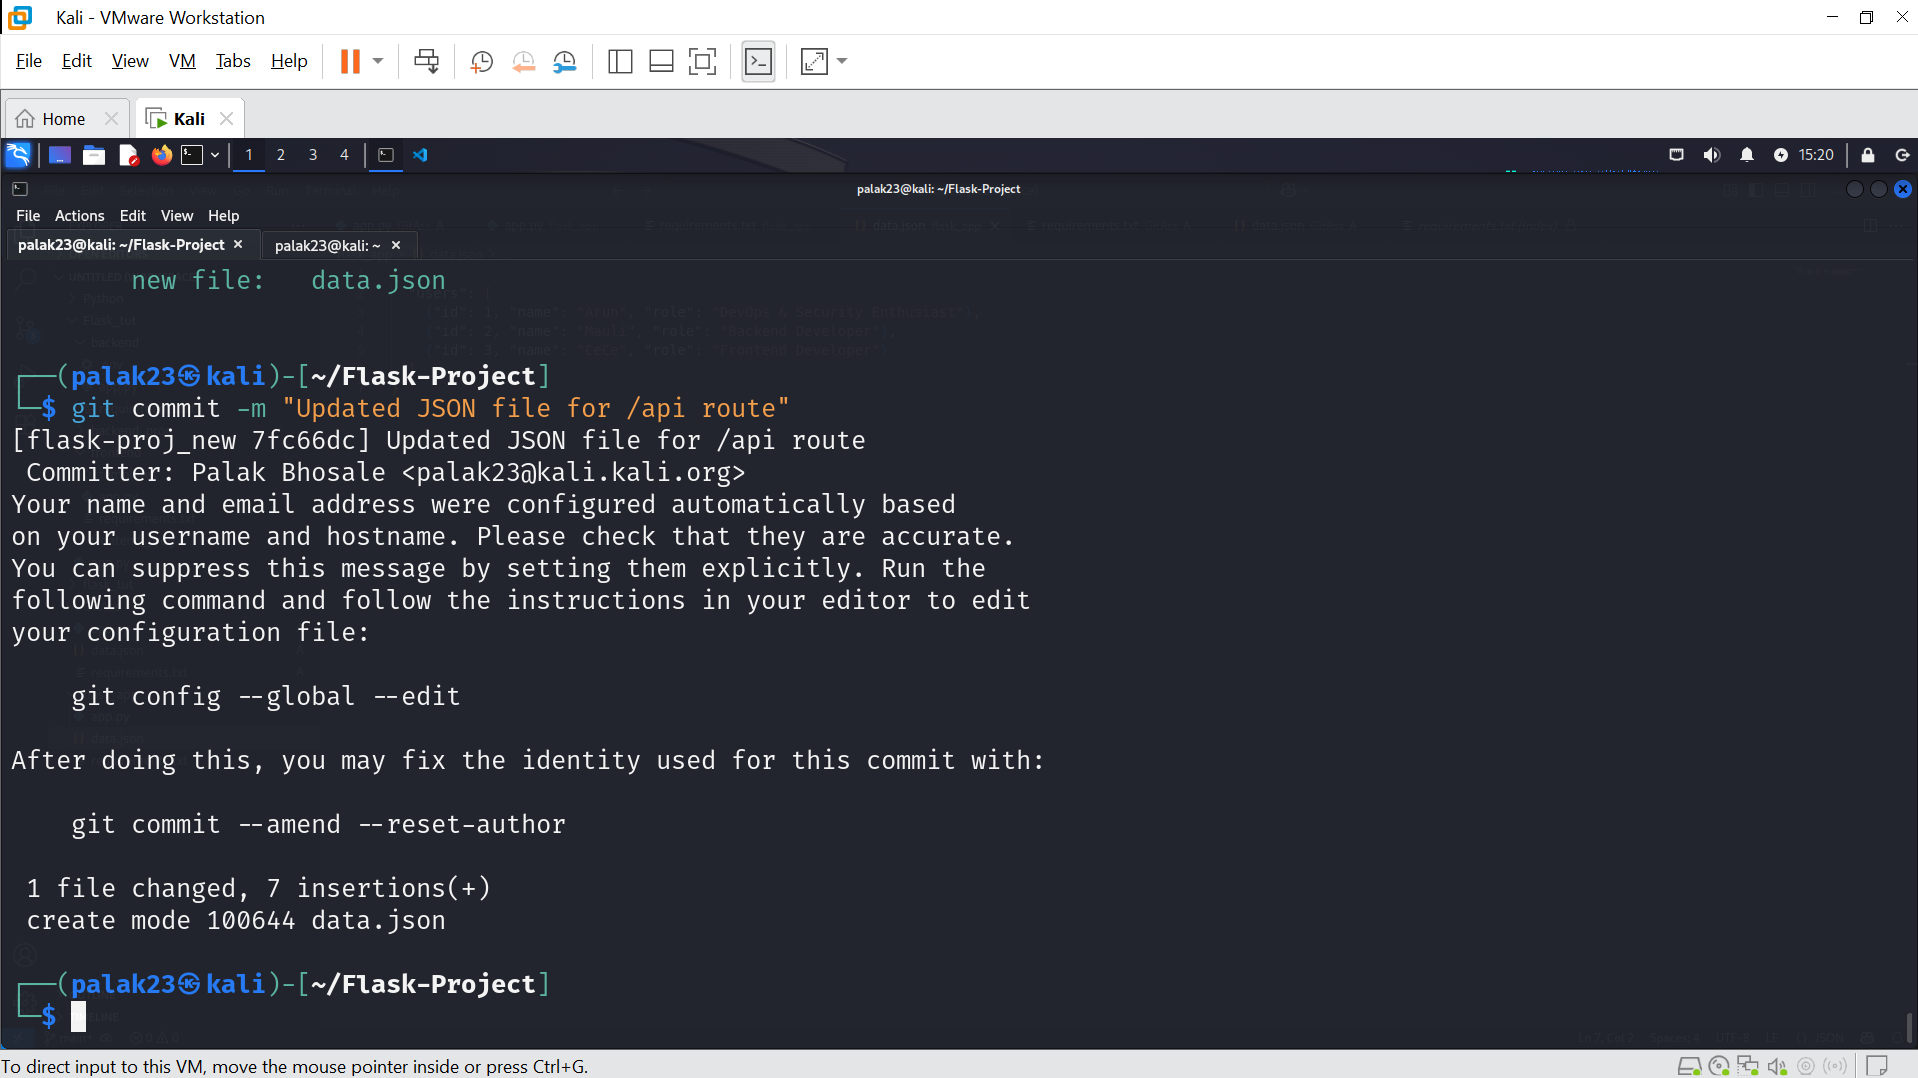 Kali - VMware Workstation
File Edit View VM Tabs Help
Home Kali
1 2 3 4 15:20
palak23@kali: ~/Flask-Project
File Actions Edit View Help
palak23@kali: ~/Flask-Project palak23@kali: ~
new file: data.json
(palak23㉿kali)-[~/Flask-Project]
$ git commit -m "Updated JSON file for /api route"
[flask-proj_new 7fc66dc] Updated JSON file for /api route
Committer: Palak Bhosale <palak23@kali.kali.org>
Your name and email address were configured automatically based
on your username and hostname. Please check that they are accurate.
You can suppress this message by setting them explicitly. Run the
following command and follow the instructions in your editor to edit
your configuration file:
git config --global --edit
After doing this, you may fix the identity used for this commit with:
git commit --amend --reset-author
1 file changed, 7 insertions(+)
create mode 100644 data.json
(palak23㉿kali)-[~/Flask-Project]
$
To direct input to this VM, move the mouse pointer inside or press Ctrl+G.